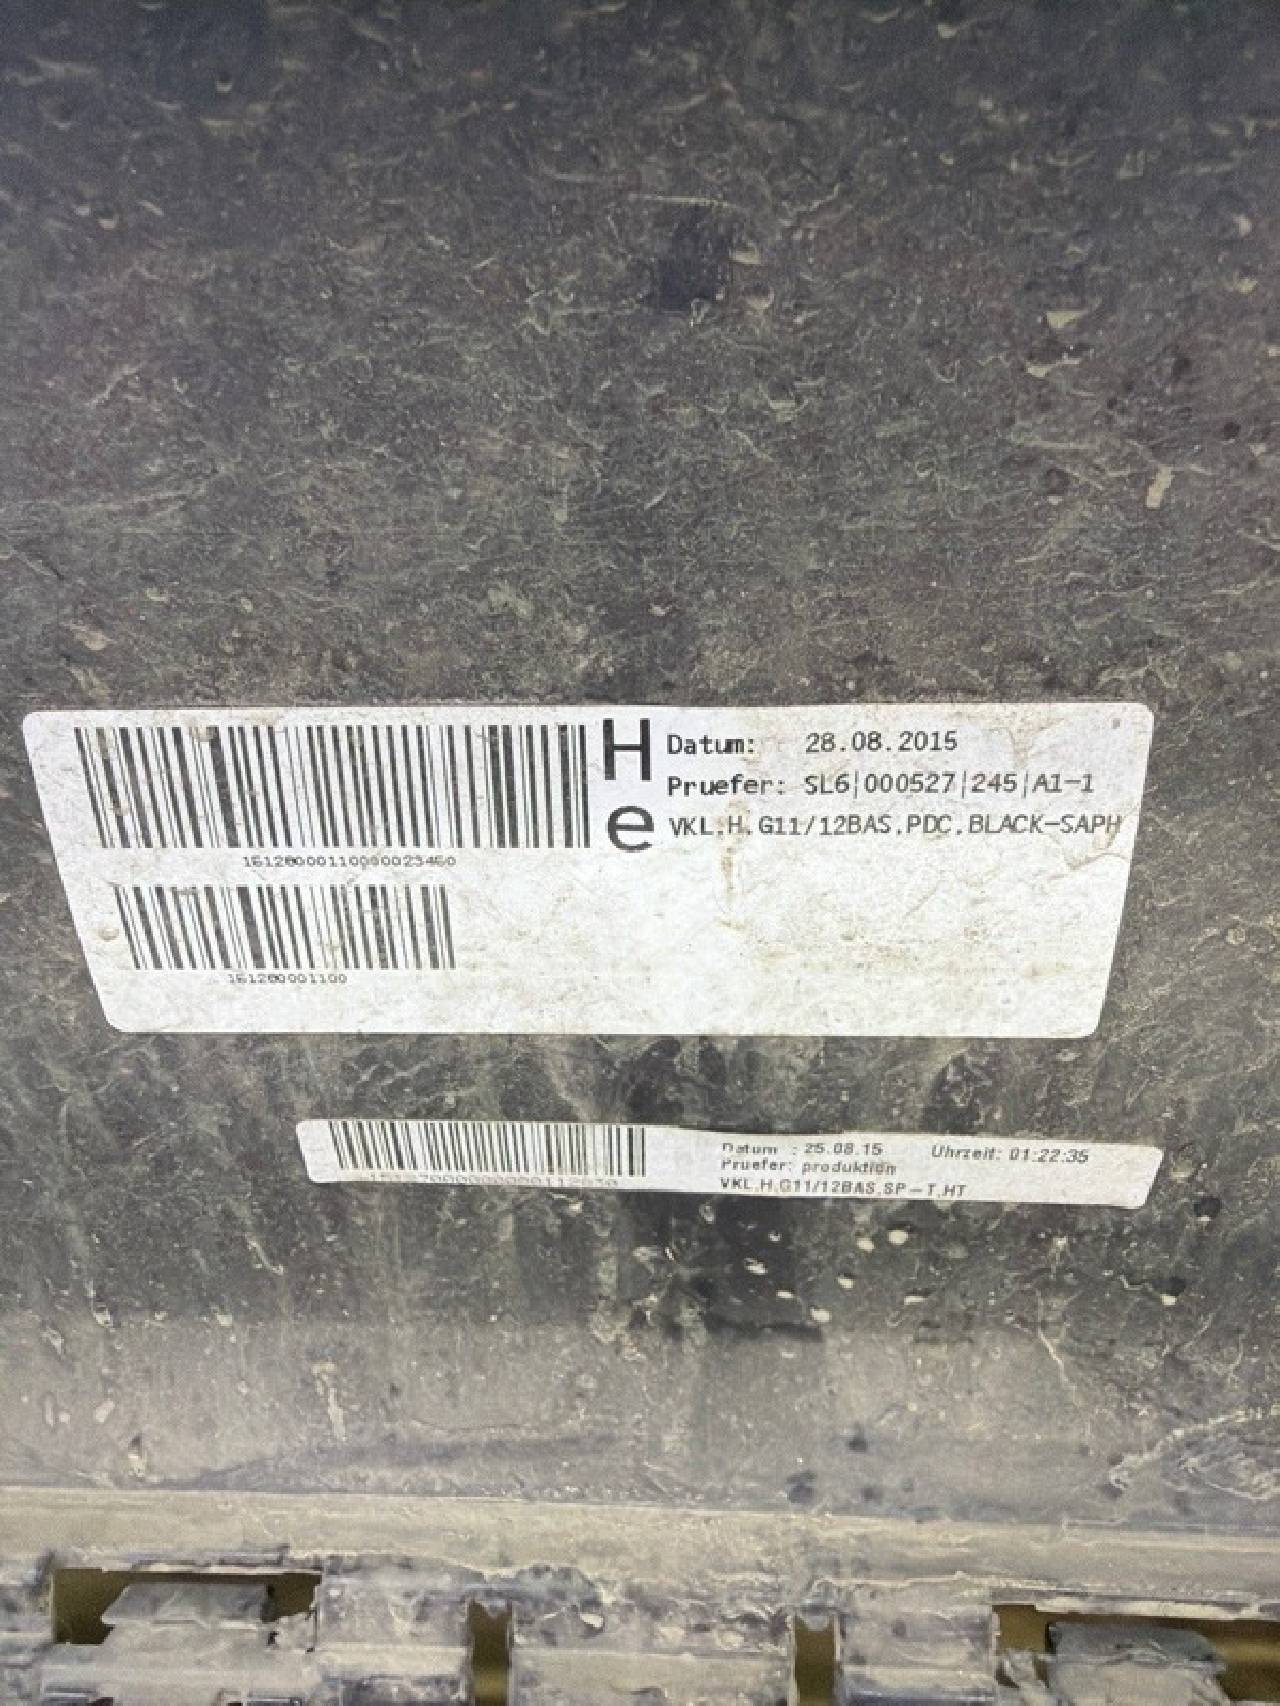 H
e
Datum: 28.08.2015
Pruefer: SL6|000527|245|A1-1
VKL.H.G11/12BAS.PDC.BLACK-SAPH
1612800011000023460
161280001100
Datum : 25.08.15 Uhrzeit: 01:22:35
Pruefer: produktion
VKL.H.G11/12BAS.SP-T.HT